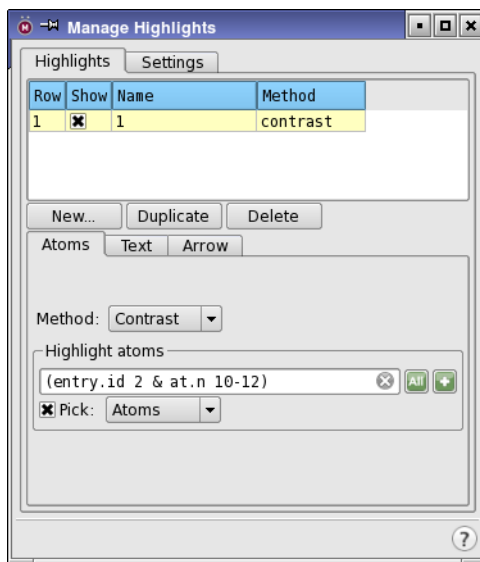 Manage Highlights
Highlights Settings
Row Show Name Method
1 1 contrast
New... Duplicate Delete
Atoms Text Arrow
Method: Contrast
Highlight atoms
(entry.id 2 & at.n 10-12) All +
Pick: Atoms
?